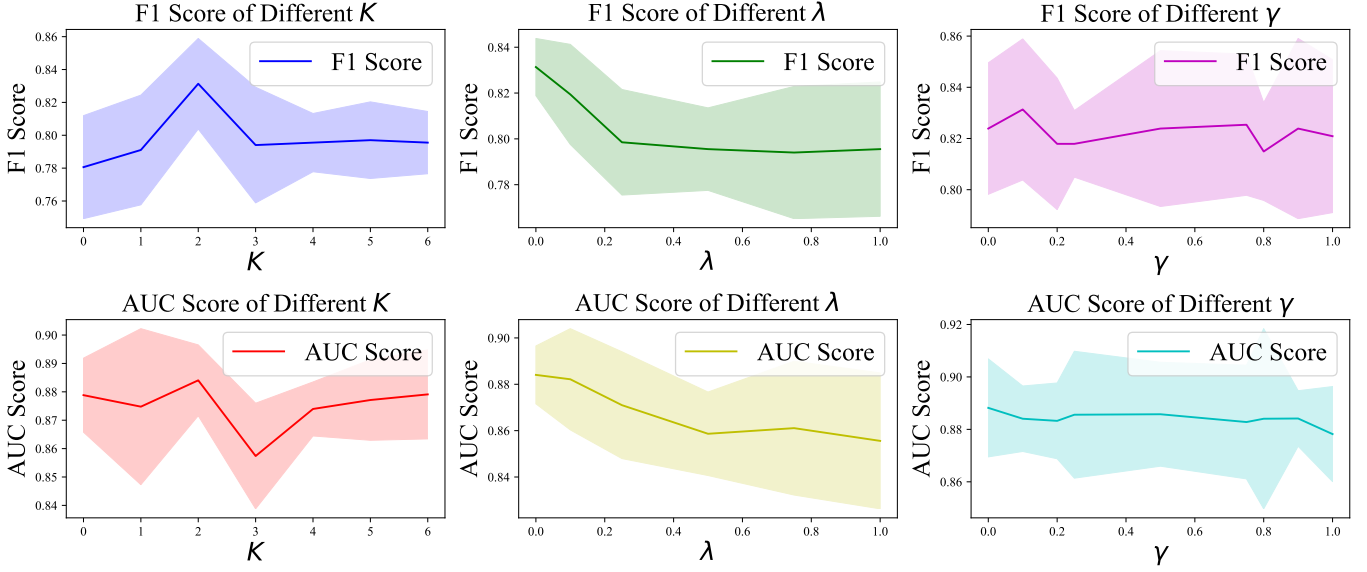 F1 Score of Different K
F1 Score
0.86
0.84
0.82
0.80
0.78
0.76
F1 Score
0 1 2 3 4 5 6
K
F1 Score of Different λ
F1 Score
0.84
0.82
0.80
0.78
F1 Score
0.0 0.2 0.4 0.6 0.8 1.0
λ
F1 Score of Different γ
F1 Score
0.86
0.84
0.82
0.80
F1 Score
0.0 0.2 0.4 0.6 0.8 1.0
γ
AUC Score of Different K
AUC Score
0.90
0.89
0.88
0.87
0.86
0.85
0.84
AUC Score
0 1 2 3 4 5 6
K
AUC Score of Different λ
AUC Score
0.90
0.88
0.86
0.84
AUC Score
0.0 0.2 0.4 0.6 0.8 1.0
λ
AUC Score of Different γ
AUC Score
0.92
0.90
0.88
0.86
AUC Score
0.0 0.2 0.4 0.6 0.8 1.0
γ